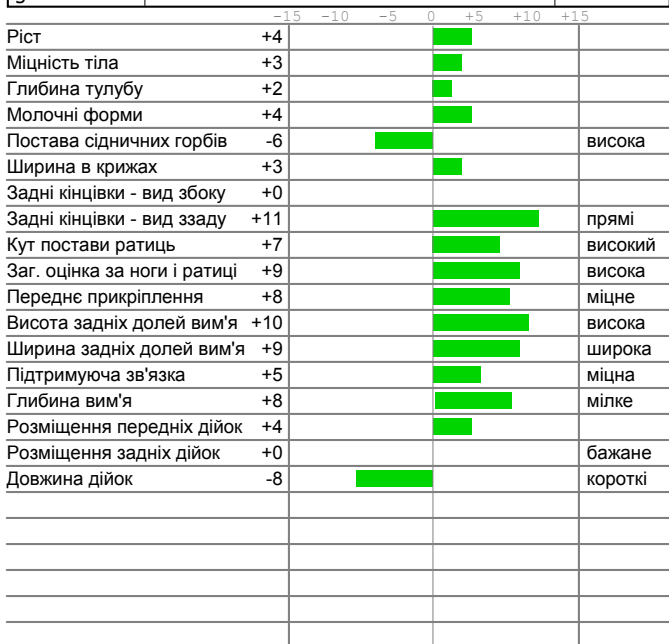 -15 -10 -5 0 +5 +10 +15
Ріст +4
Міцність тіла +3
Глибина тулубу +2
Молочні форми +4
Постава сідничних горбів -6 висока
Ширина в крижах +3
Задні кінцівки - вид збоку +0
Задні кінцівки - вид ззаду +11 прямі
Кут постави ратиць +7 високий
Заг. оцінка за ноги і ратиці +9 висока
Переднє прикріплення +8 міцне
Висота задніх долей вим'я +10 висока
Ширина задніх долей вим'я +9 широка
Підтримуюча зв'язка +5 міцна
Глибина вим'я +8 мілке
Розміщення передніх дійок +4
Розміщення задніх дійок +0 бажане
Довжина дійок -8 короткі